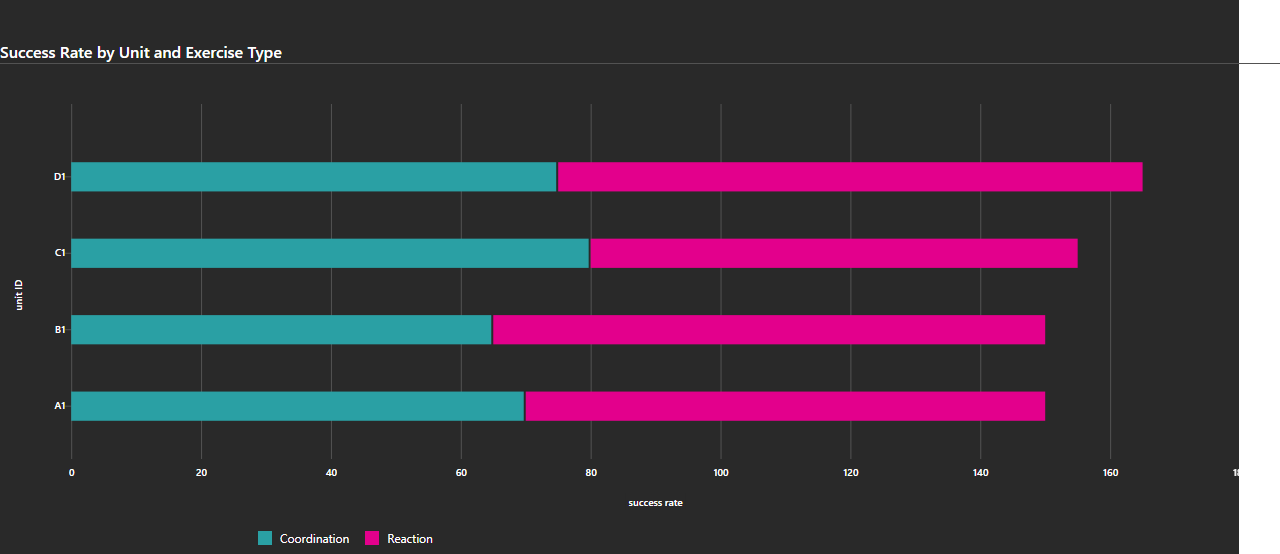 Success Rate by Unit and Exercise Type
D1
C1
B1
A1
unit ID
0 20 40 60 80 100 120 140 160
success rate
Coordination Reaction